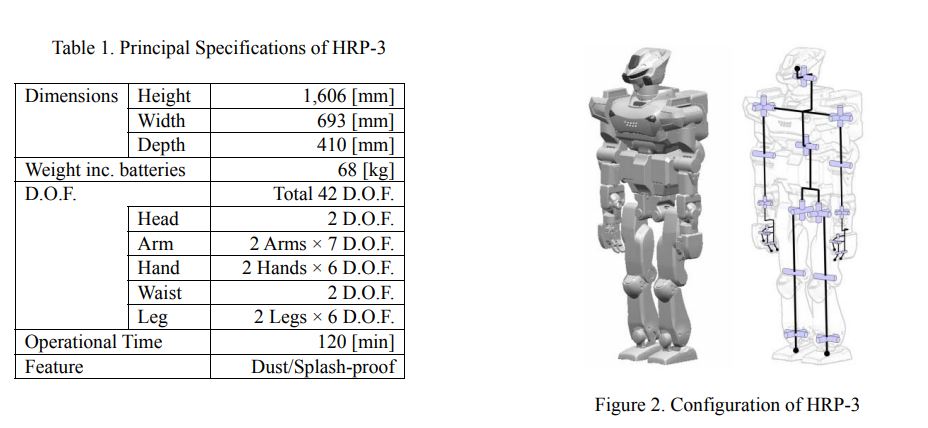 Table 1. Principal Specifications of HRP-3
Dimensions Height 1,606 [mm]
Width 693 [mm]
Depth 410 [mm]
Weight inc. batteries 68 [kg]
D.O.F. Total 42 D.O.F.
Head 2 D.O.F.
Arm 2 Arms × 7 D.O.F.
Hand 2 Hands × 6 D.O.F.
Waist 2 D.O.F.
Leg 2 Legs × 6 D.O.F.
Operational Time 120 [min]
Feature Dust/Splash-proof
Figure 2. Configuration of HRP-3